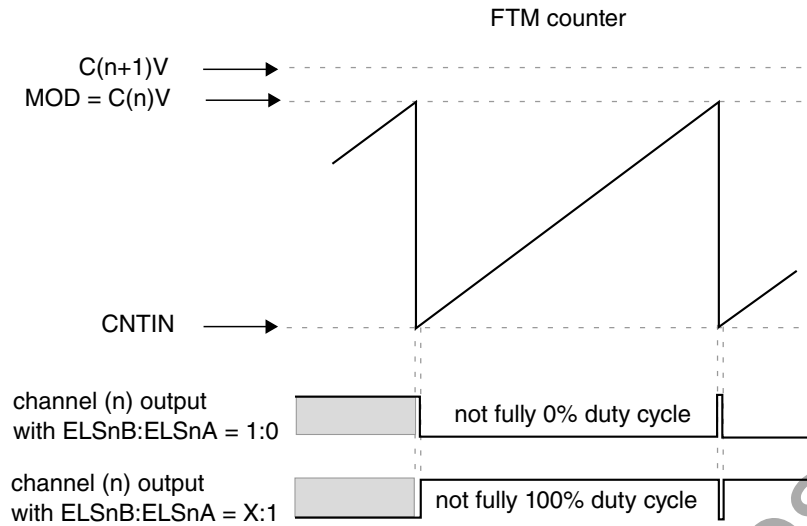 FTM counter
C(n+1)V
MOD = C(n)V
CNTIN
channel (n) output
with ELSnB:ELSnA = 1:0
not fully 0% duty cycle
channel (n) output
with ELSnB:ELSnA = X:1
not fully 100% duty cycle